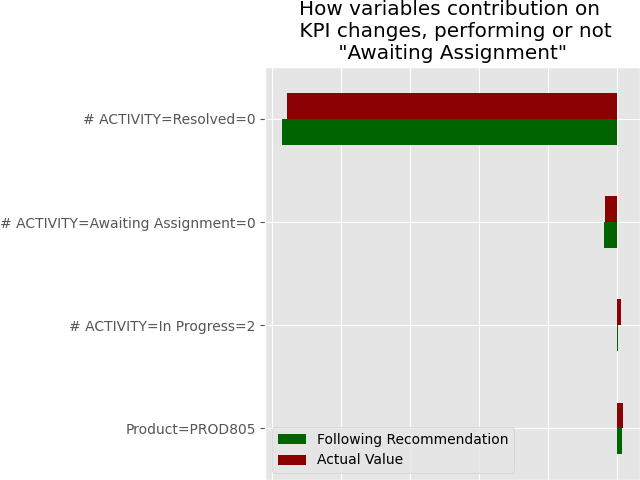 How variables contribution on
KPI changes, performing or not
"Awaiting Assignment"
# ACTIVITY=Resolved=0
# ACTIVITY=Awaiting Assignment=0
# ACTIVITY=In Progress=2
Product=PROD805
Following Recommendation
Actual Value